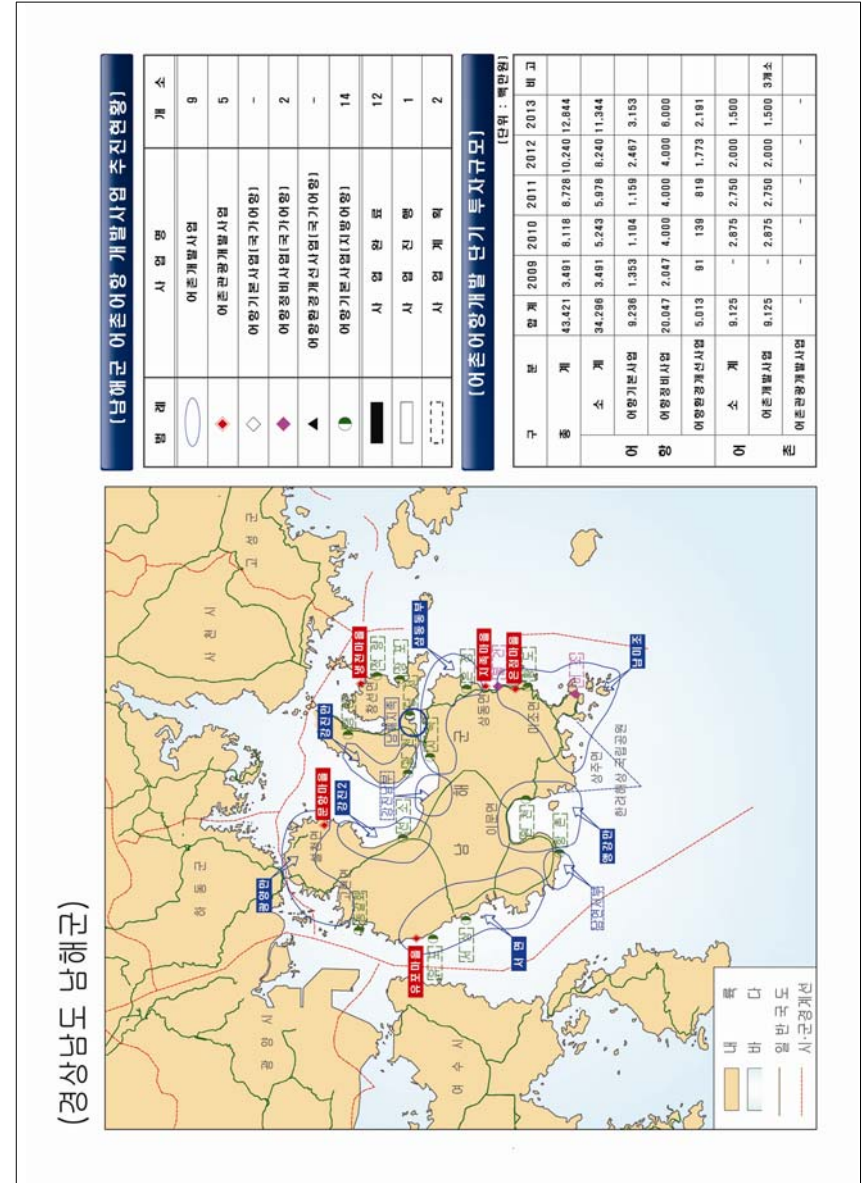 (경상남도 남해군)
하동군
사천시
고성군
광양시
여수시
남
해
군
설천면
고현면
창선면
삼동면
미조면
이동면
상주면
한려해상국립공원
광양만
문항마을
강진2
강진만
냉천마을
삼동동부
지족마을
은점마을
남미조
앵강만
남면서부
서면
유포마을
강진남부
내륙
바다
일반국도
시·군경계선
[남해군 어촌어항 개발사업 추진현황]
범례 사업명 개소
어촌개발사업 9
어촌관광개발사업 5
어항기본사업(국가어항) -
어항정비사업(국가어항) 2
어항환경개선사업(국가어항) -
어항기본사업(지방어항) 14
사업완료 12
사업진행 1
사업계획 2
[어촌어항개발 단기 투자규모]
[단위 : 백만원]
구분 합계 2009 2010 2011 2012 2013 비고
총계 43.421 3.491 8.118 8.728 10.240 12.844
어항 소계 34.296 3.491 5.243 5.978 8.240 11.344
어항기본사업 9.236 1.353 1.104 1.159 2.467 3.153
어항정비사업 20.047 2.047 4.000 4.000 4.000 6.000
어항환경개선사업 5.013 91 139 819 1.773 2.191
어촌 소계 9.125 - 2.875 2.750 2.000 1.500
어촌개발사업 9.125 - 2.875 2.750 2.000 1.500 3개소
어촌관광개발사업 - - - - - -